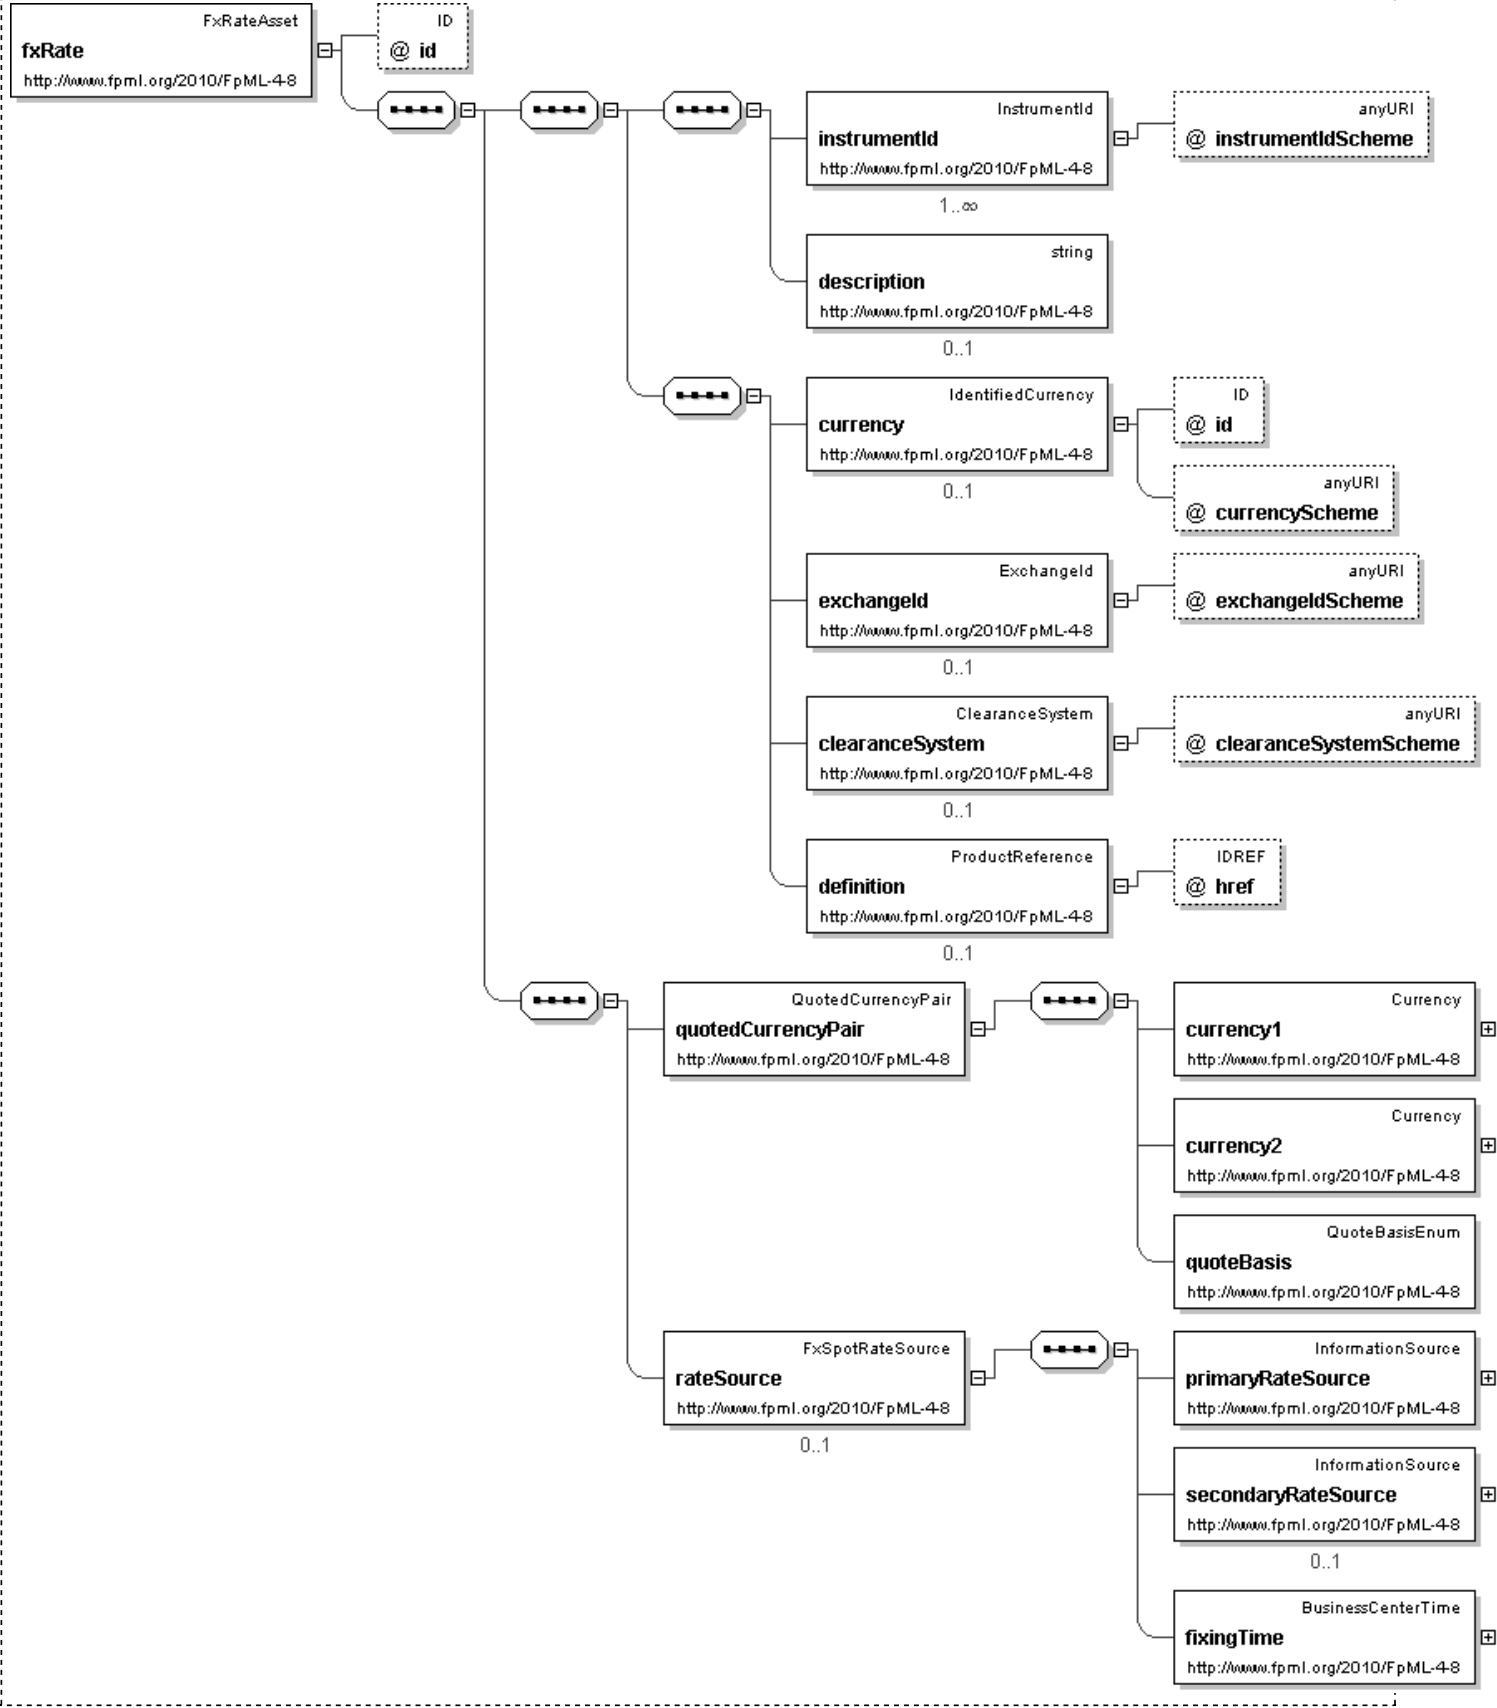 FxRateAsset
fxRate
http://www.fpml.org/2010/FpML-4-8
ID
@ id
InstrumentId
instrumentId
http://www.fpml.org/2010/FpML-4-8
1..∞
anyURI
@ instrumentIdScheme
string
description
http://www.fpml.org/2010/FpML-4-8
0..1
IdentifiedCurrency
currency
http://www.fpml.org/2010/FpML-4-8
0..1
ID
@ id
anyURI
@ currencyScheme
ExchangeId
exchangeId
http://www.fpml.org/2010/FpML-4-8
0..1
anyURI
@ exchangeIdScheme
ClearanceSystem
clearanceSystem
http://www.fpml.org/2010/FpML-4-8
0..1
anyURI
@ clearanceSystemScheme
ProductReference
definition
http://www.fpml.org/2010/FpML-4-8
0..1
IDREF
@ href
QuotedCurrencyPair
quotedCurrencyPair
http://www.fpml.org/2010/FpML-4-8
Currency
currency1
http://www.fpml.org/2010/FpML-4-8
Currency
currency2
http://www.fpml.org/2010/FpML-4-8
QuoteBasisEnum
quoteBasis
http://www.fpml.org/2010/FpML-4-8
FxSpotRateSource
rateSource
http://www.fpml.org/2010/FpML-4-8
0..1
InformationSource
primaryRateSource
http://www.fpml.org/2010/FpML-4-8
InformationSource
secondaryRateSource
http://www.fpml.org/2010/FpML-4-8
0..1
BusinessCenterTime
fixingTime
http://www.fpml.org/2010/FpML-4-8